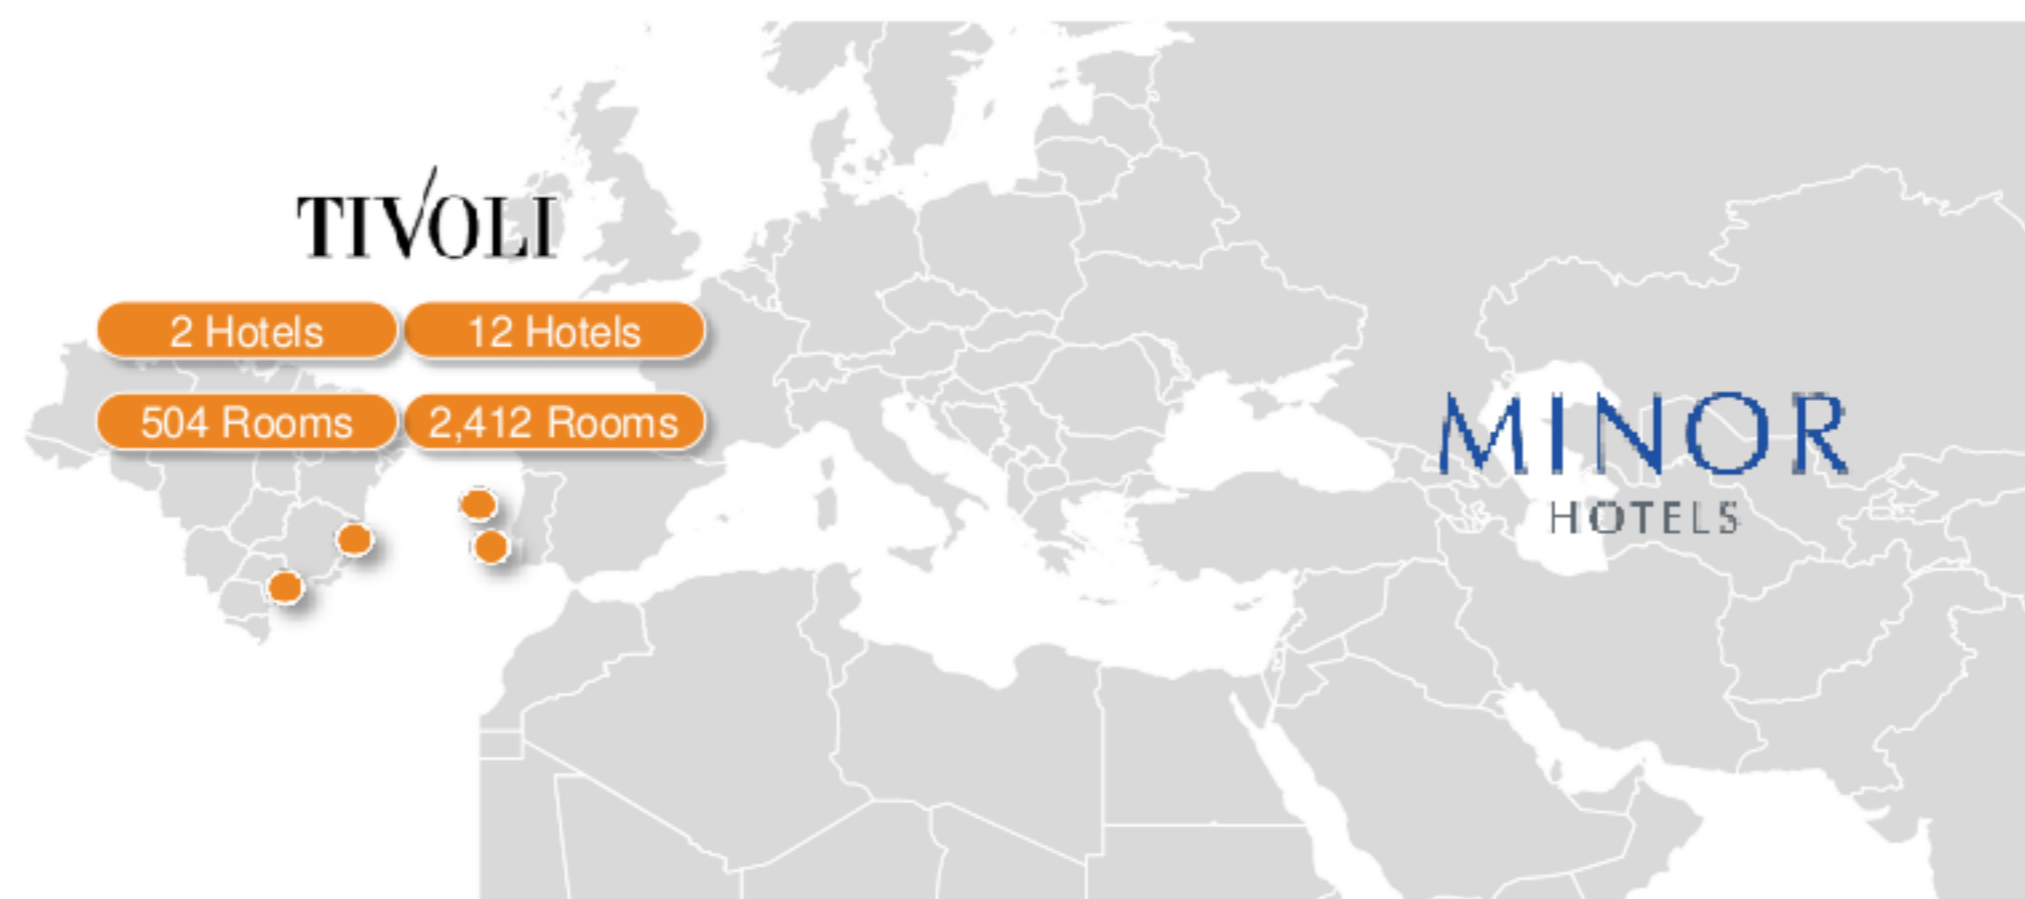 TIVOLI
2 Hotels 12 Hotels
504 Rooms 2,412 Rooms
MINOR
HOTELS